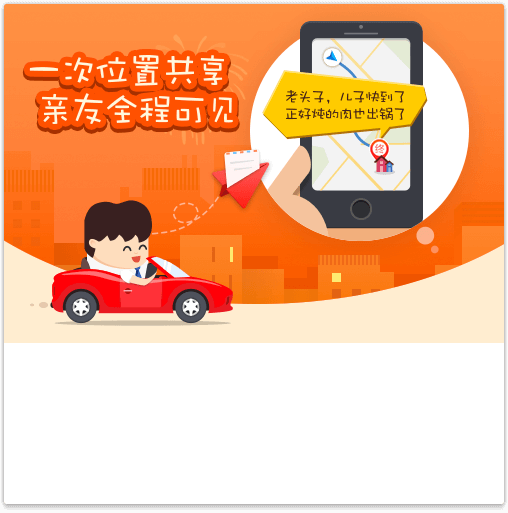 一次位置共享
亲友全程可见
老头子，儿子快到了
正好炖的肉也出锅了
终